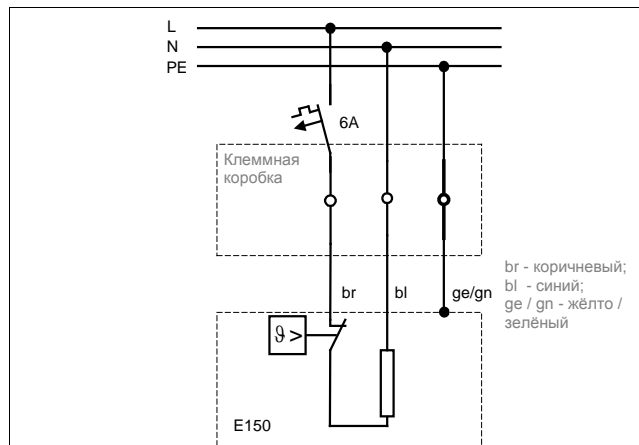 L
N
PE
6A
Клеммная
коробка
br
bl
ge/gn
br - коричневый;
bl - синий;
ge / gn - жёлто /
зелёный
ϑ >
E150